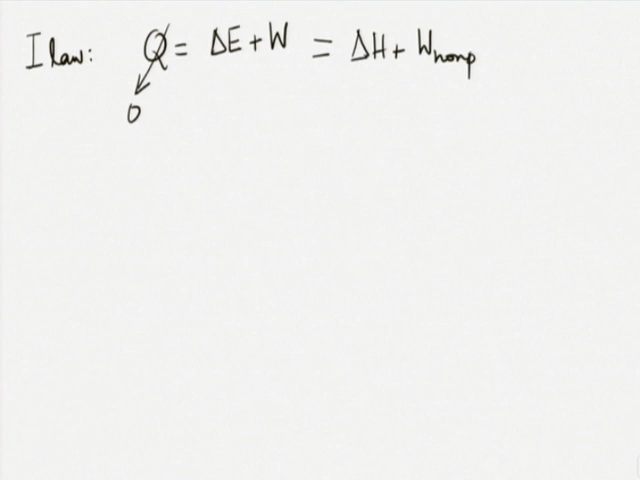 I law: Q = ΔE + W = ΔH + Wnonp
0